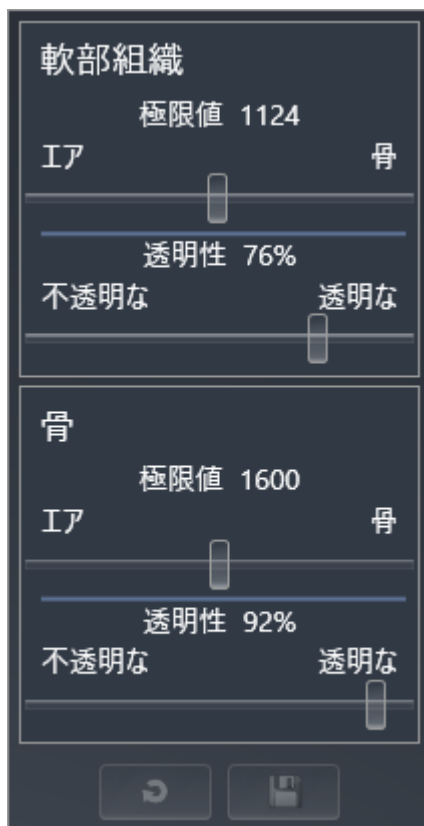 軟部組織
極限値 1124
エア 骨
透明性 76%
不透明な 透明な
骨
極限値 1600
エア 骨
透明性 92%
不透明な 透明な